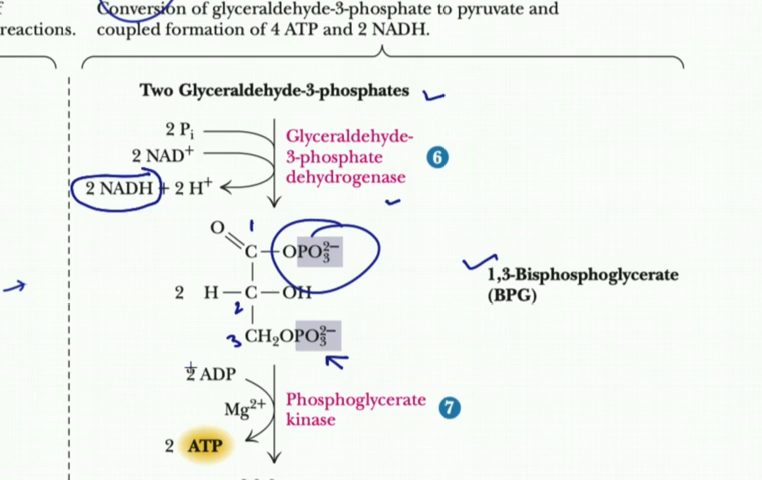 Conversion of glyceraldehyde-3-phosphate to pyruvate and
reactions. coupled formation of 4 ATP and 2 NADH.
Two Glyceraldehyde-3-phosphates
2 Pᵢ
2 NAD⁺
2 NADH + 2 H⁺
Glyceraldehyde-
3-phosphate
dehydrogenase
6
O 1
C—OPO₃²⁻
2 H—C—OH
2
3 CH₂OPO₃²⁻
1,3-Bisphosphoglycerate
(BPG)
2 ADP
Mg²⁺
2 ATP
Phosphoglycerate
kinase
7